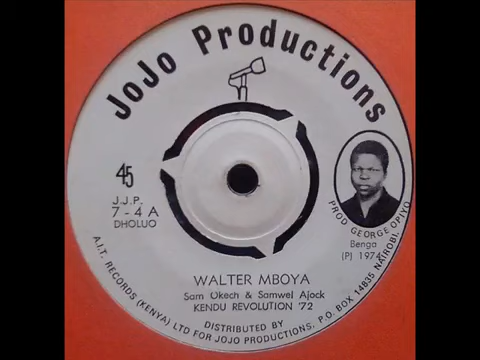 JoJo Productions
45
J.J.P.
7 - 4 A
DHOLUO
PROD GEORGE OPIYO
Benga
(P) 1974
WALTER MBOYA
Sam Okech & Samwel Ajock
KENDU REVOLUTION '72
A.I.T. RECORDS (KENYA) LTD FOR JOJO PRODUCTIONS, P.O. BOX 14835 NAIROBI.
DISTRIBUTED BY